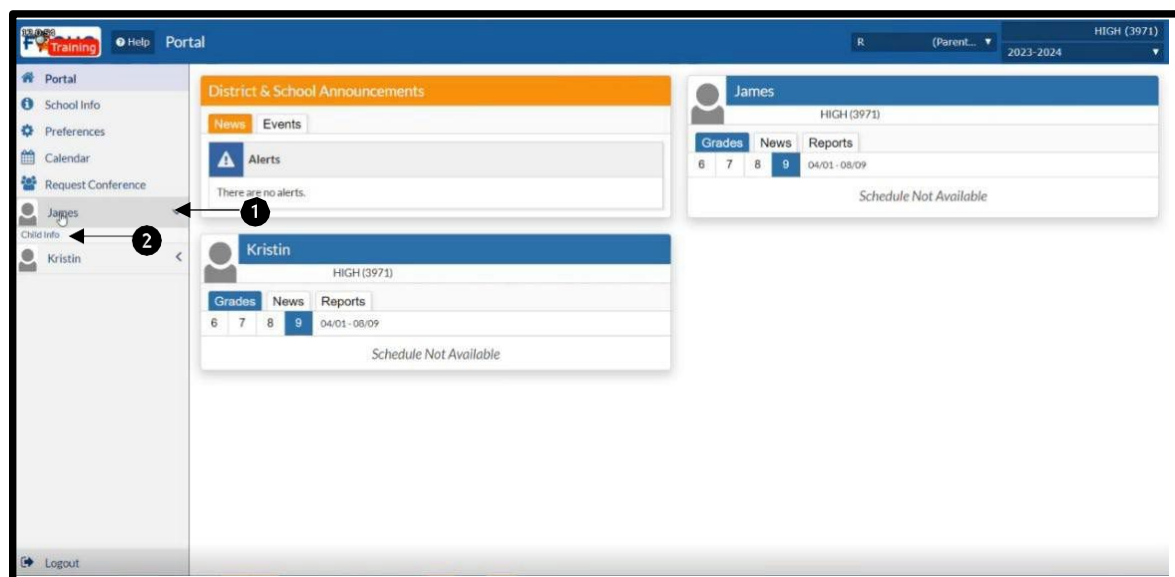 Training
Help
Portal
R (Parent... ▼
HIGH (3971)
2023-2024 ▼
Portal
School Info
Preferences
Calendar
Request Conference
James
Child Info
Kristin
Logout
1
2
District & School Announcements
News Events
Alerts
There are no alerts.
James
HIGH (3971)
Grades News Reports
6 7 8 9 04/01 - 08/09
Schedule Not Available
Kristin
HIGH (3971)
Grades News Reports
6 7 8 9 04/01 - 08/09
Schedule Not Available